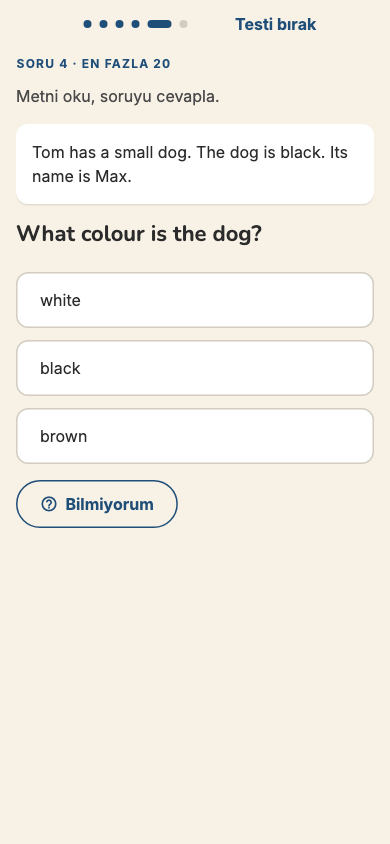 Testi bırak
SORU 4 · EN FAZLA 20
Metni oku, soruyu cevapla.
Tom has a small dog. The dog is black. Its
name is Max.
What colour is the dog?
white
black
brown
Bilmiyorum